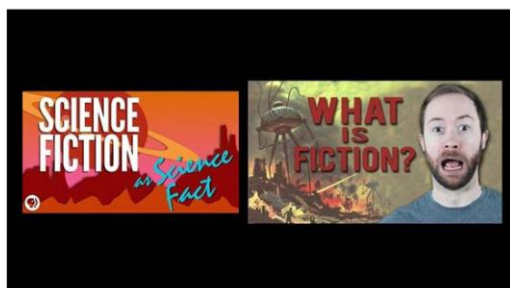 SCIENCE
FICTION
as Science
Fact
WHAT
IS
FICTION?